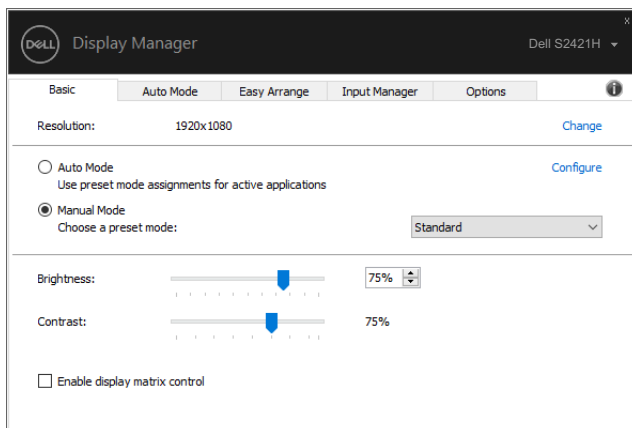 x
DELL Display Manager Dell S2421H
Basic Auto Mode Easy Arrange Input Manager Options i
Resolution: 1920x1080 Change
Auto Mode Configure
Use preset mode assignments for active applications
Manual Mode
Choose a preset mode: Standard
Brightness: 75%
Contrast: 75%
Enable display matrix control